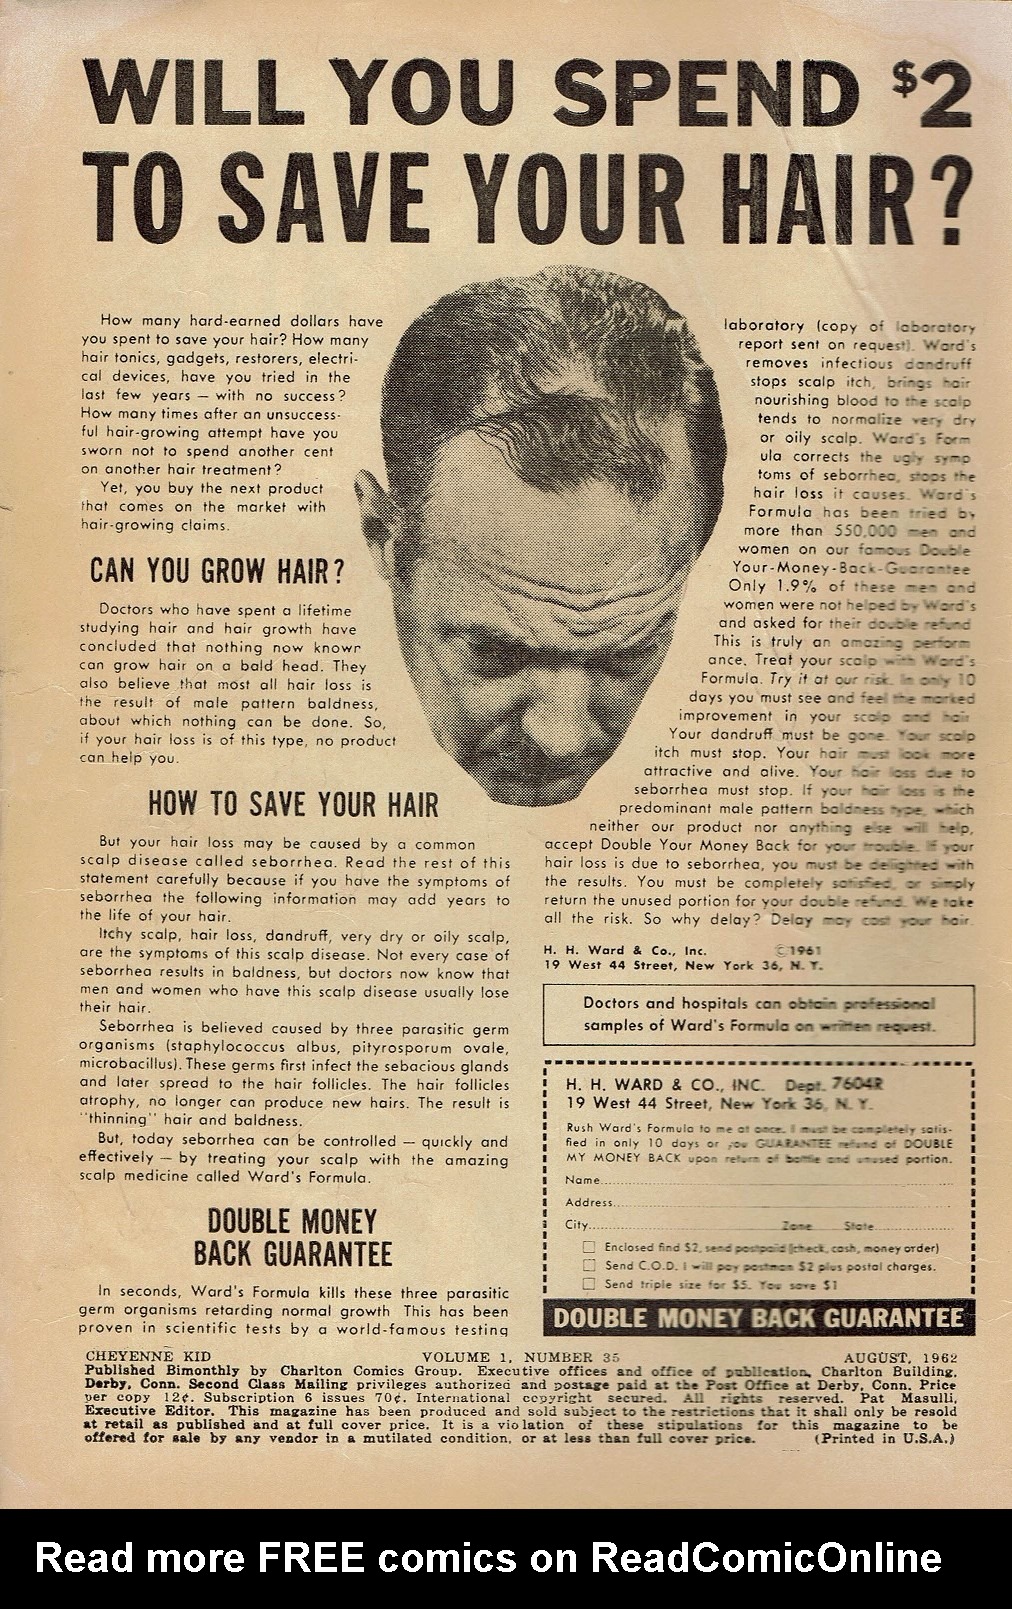 WILL YOU SPEND $2
TO SAVE YOUR HAIR?
How many hard-earned dollars have
you spent to save your hair? How many
hair tonics, gadgets, restorers, electri-
cal devices, have you tried in the
last few years — with no success?
How many times after an unsuccess-
ful hair-growing attempt have you
sworn not to spend another cent
on another hair treatment?
Yet, you buy the next product
that comes on the market with
hair-growing claims.
CAN YOU GROW HAIR?
Doctors who have spent a lifetime
studying hair and hair growth have
concluded that nothing now known
can grow hair on a bald head. They
also believe that most all hair loss is
the result of male pattern baldness,
about which nothing can be done. So,
if your hair loss is of this type, no product
can help you.
HOW TO SAVE YOUR HAIR
But your hair loss may be caused by a common
scalp disease called seborrhea. Read the rest of this
statement carefully because if you have the symptoms of
seborrhea the following information may add years to
the life of your hair.
Itchy scalp, hair loss, dandruff, very dry or oily scalp,
are the symptoms of this scalp disease. Not every case of
seborrhea results in baldness, but doctors now know that
men and women who have this scalp disease usually lose
their hair.
Seborrhea is believed caused by three parasitic germ
organisms (staphylococcus albus, pityrosporum ovale,
microbacillus). These germs first infect the sebacious glands
and later spread to the hair follicles. The hair follicles
atrophy, no longer can produce new hairs. The result is
"thinning" hair and baldness.
But, today seborrhea can be controlled — quickly and
effectively — by treating your scalp with the amazing
scalp medicine called Ward's Formula.
DOUBLE MONEY
BACK GUARANTEE
In seconds, Ward's Formula kills these three parasitic
germ organisms retarding normal growth This has been
proven in scientific tests by a world-famous testing
laboratory (copy of laboratory
report sent on request). Ward's
removes infectious dandruff
stops scalp itch, brings hair
nourishing blood to the scalp
tends to normalize very dry
or oily scalp. Ward's Form
ula corrects the ugly symp
toms of seborrhea, stops the
hair loss it causes. Ward's
Formula has been tried by
more than 550,000 men and
women on our famous Double
Your-Money-Back-Guarantee
Only 1.9% of these men and
women were not helped by Ward's
and asked for their double refund
This is truly an amazing perform
ance. Treat your scalp with Ward's
Formula. Try it at our risk. In only 10
days you must see and feel the marked
improvement in your scalp and hair
Your dandruff must be gone. Your scalp
itch must stop. Your hair must look more
attractive and alive. Your hair loss due to
seborrhea must stop. If your hair loss is the
predominant male pattern baldness type, which
neither our product nor anything else will help,
accept Double Your Money Back for your trouble. If your
hair loss is due to seborrhea, you must be delighted with
the results. You must be completely satisfied, or simply
return the unused portion for your double refund. We take
all the risk. So why delay? Delay may cost your hair.
H. H. Ward & Co., Inc. ©1961
19 West 44 Street, New York 36, N. Y.
Doctors and hospitals can obtain professional
samples of Ward's Formula on written request.
H. H. WARD & CO., INC. Dept. 7604R
19 West 44 Street, New York 36, N. Y.
Rush Ward's Formula to me at once. I must be completely satis-
fied in only 10 days or you GUARANTEE refund of DOUBLE
MY MONEY BACK upon return of bottle and unused portion.
Name
Address
City Zone State
Enclosed find $2, send postpaid (check, cash, money order)
Send C.O.D. I will pay postman $2 plus postal charges.
Send triple size for $5. You save $1
DOUBLE MONEY BACK GUARANTEE
CHEYENNE KID VOLUME 1, NUMBER 35 AUGUST, 1962
Published Bimonthly by Charlton Comics Group. Executive offices and office of publication, Charlton Building,
Derby, Conn. Second Class Mailing privileges authorized and postage paid at the Post Office at Derby, Conn. Price
per copy 12¢. Subscription 6 issues 70¢. International copyright secured. All rights reserved. Pat Masulli,
Executive Editor. This magazine has been produced and sold subject to the restrictions that it shall only be resold
at retail as published and at full cover price. It is a violation of these stipulations for this magazine to be
offered for sale by any vendor in a mutilated condition, or at less than full cover price. (Printed in U.S.A.)
Read more FREE comics on ReadComicOnline